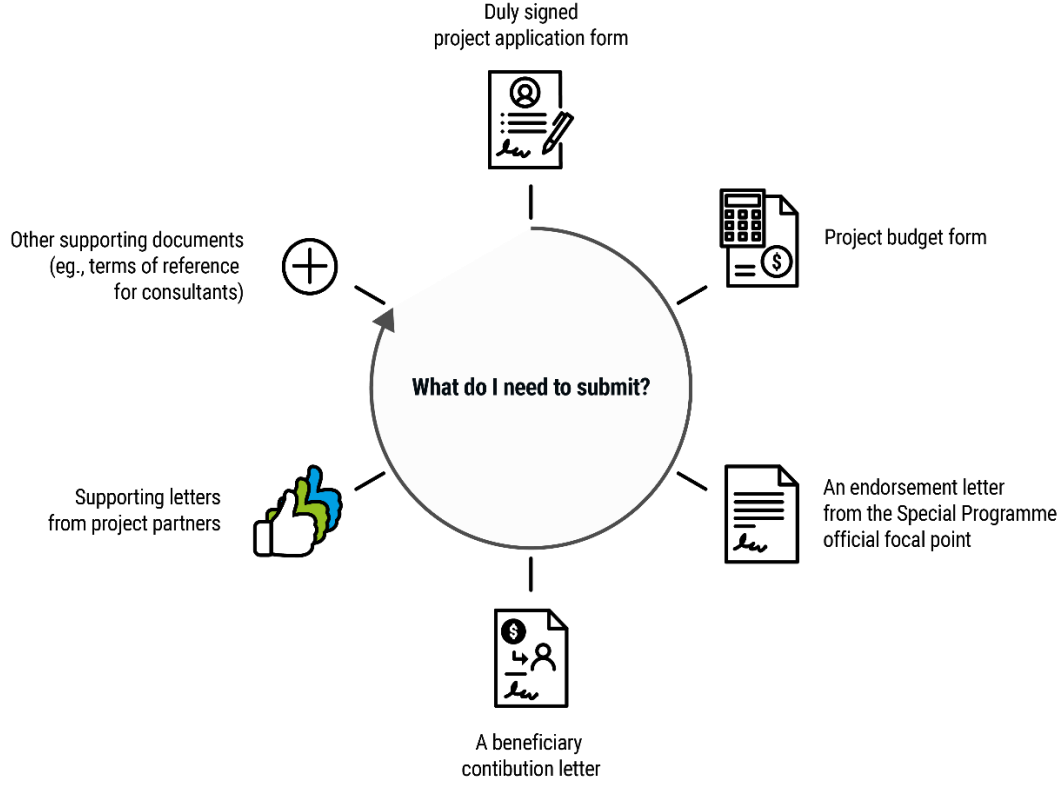 Duly signed
project application form
Project budget form
An endorsement letter
from the Special Programme
official focal point
A beneficiary
contibution letter
Supporting letters
from project partners
Other supporting documents
(eg., terms of reference
for consultants)
What do I need to submit?